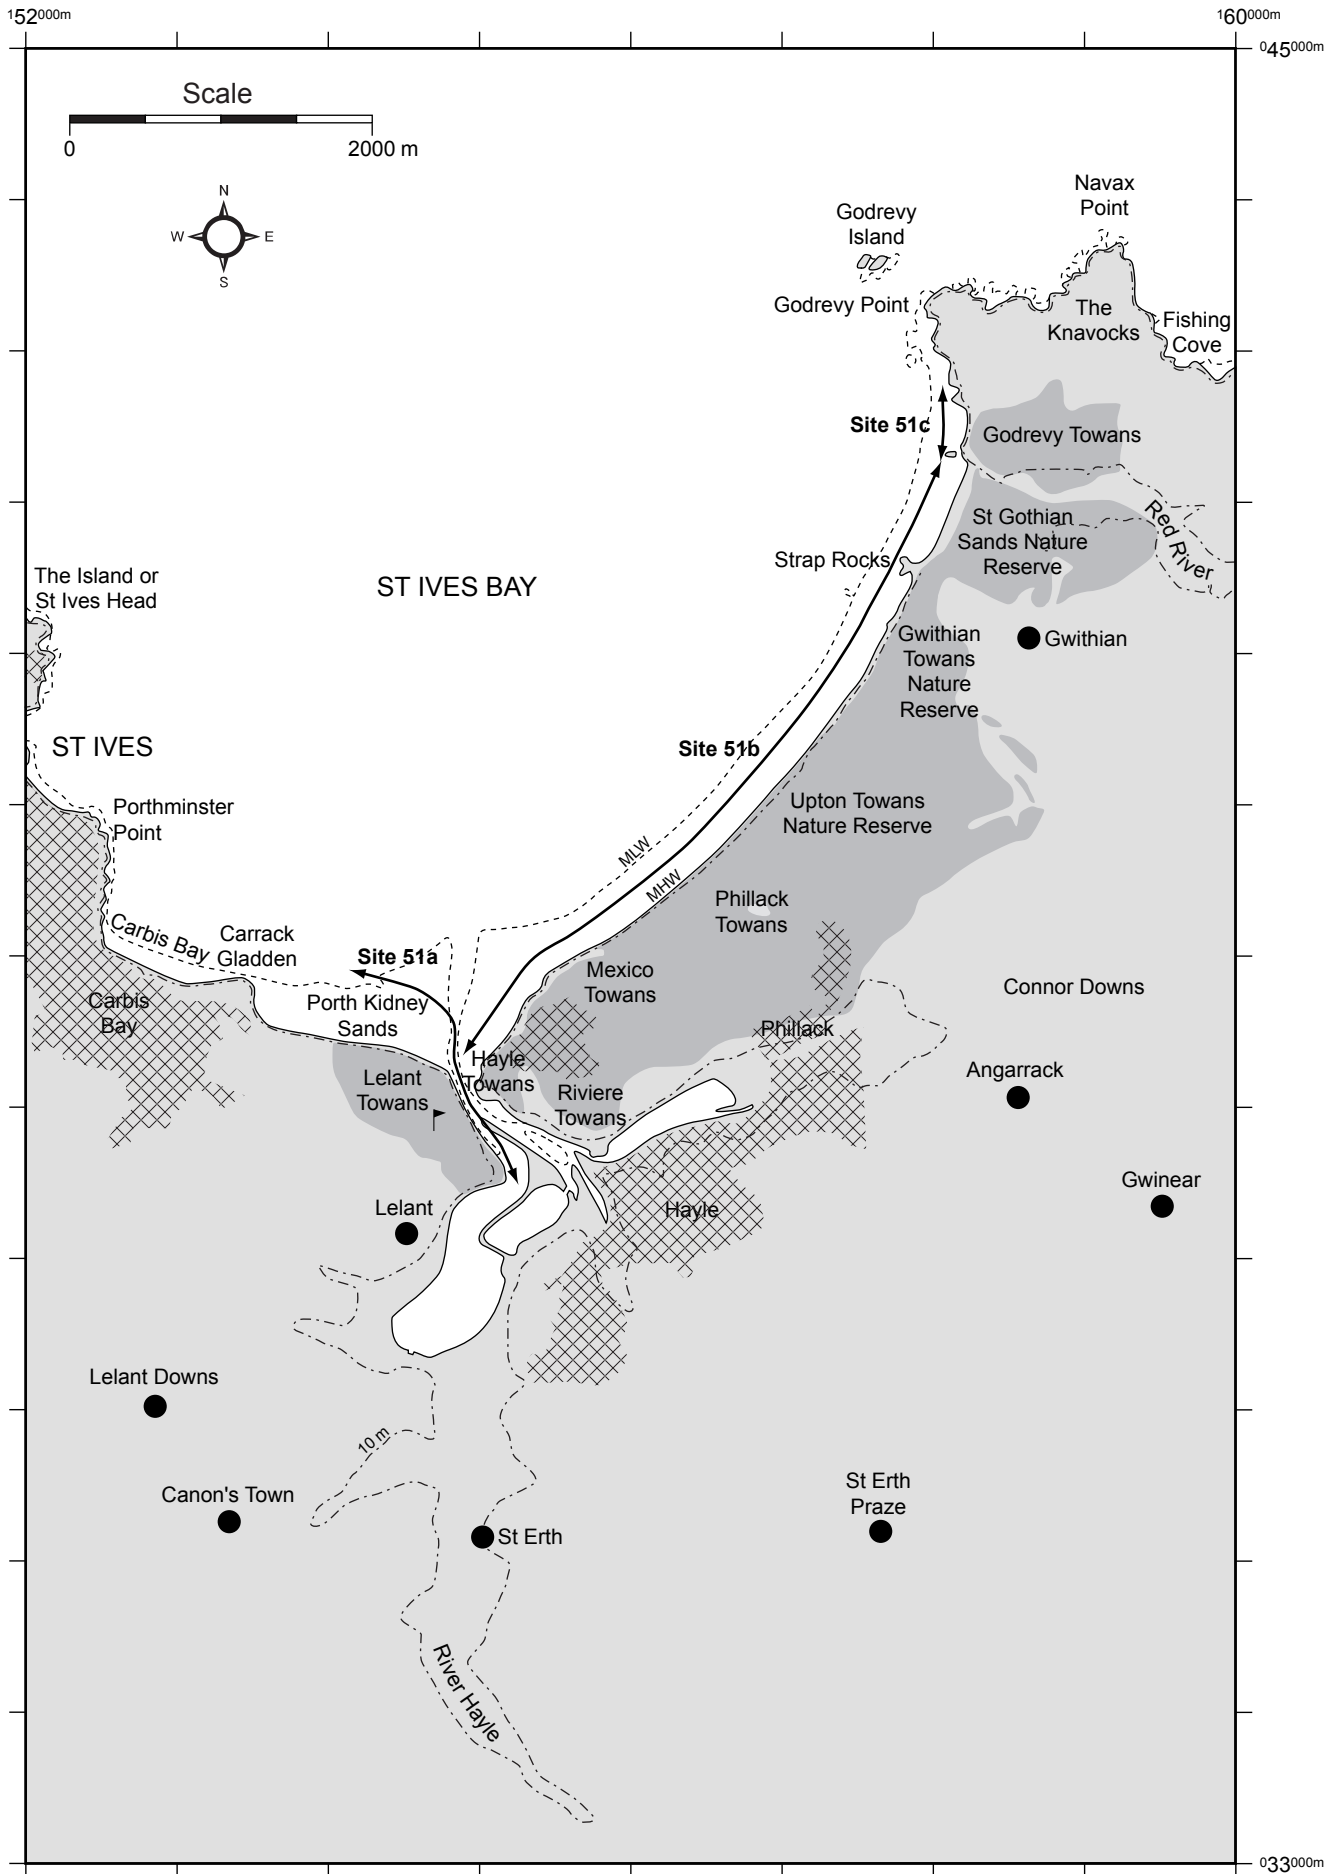 152000m
160000m
045000m
Scale
0
2000 m
N
W
E
S
Navax
Point
Godrevy
Island
Godrevy Point
The
Knavocks
Fishing
Cove
Site 51c
Godrevy Towans
St Gothian
Sands Nature
Reserve
Red River
Strap Rocks
The Island or
St Ives Head
ST IVES BAY
Gwithian
Towans
Nature
Reserve
Gwithian
ST IVES
Site 51b
Porthminster
Point
Upton Towans
Nature Reserve
MLW
MHW
Phillack
Towans
Carbis Bay
Carrack
Gladden
Site 51a
Mexico
Towans
Connor Downs
Carbis
Bay
Porth Kidney
Sands
Phillack
Hayle
Towans
Lelant
Towans
Riviere
Towans
Angarrack
Gwinear
Lelant
Hayle
Lelant Downs
10 m
Canon's Town
St Erth
Praze
St Erth
River Hayle
033000m